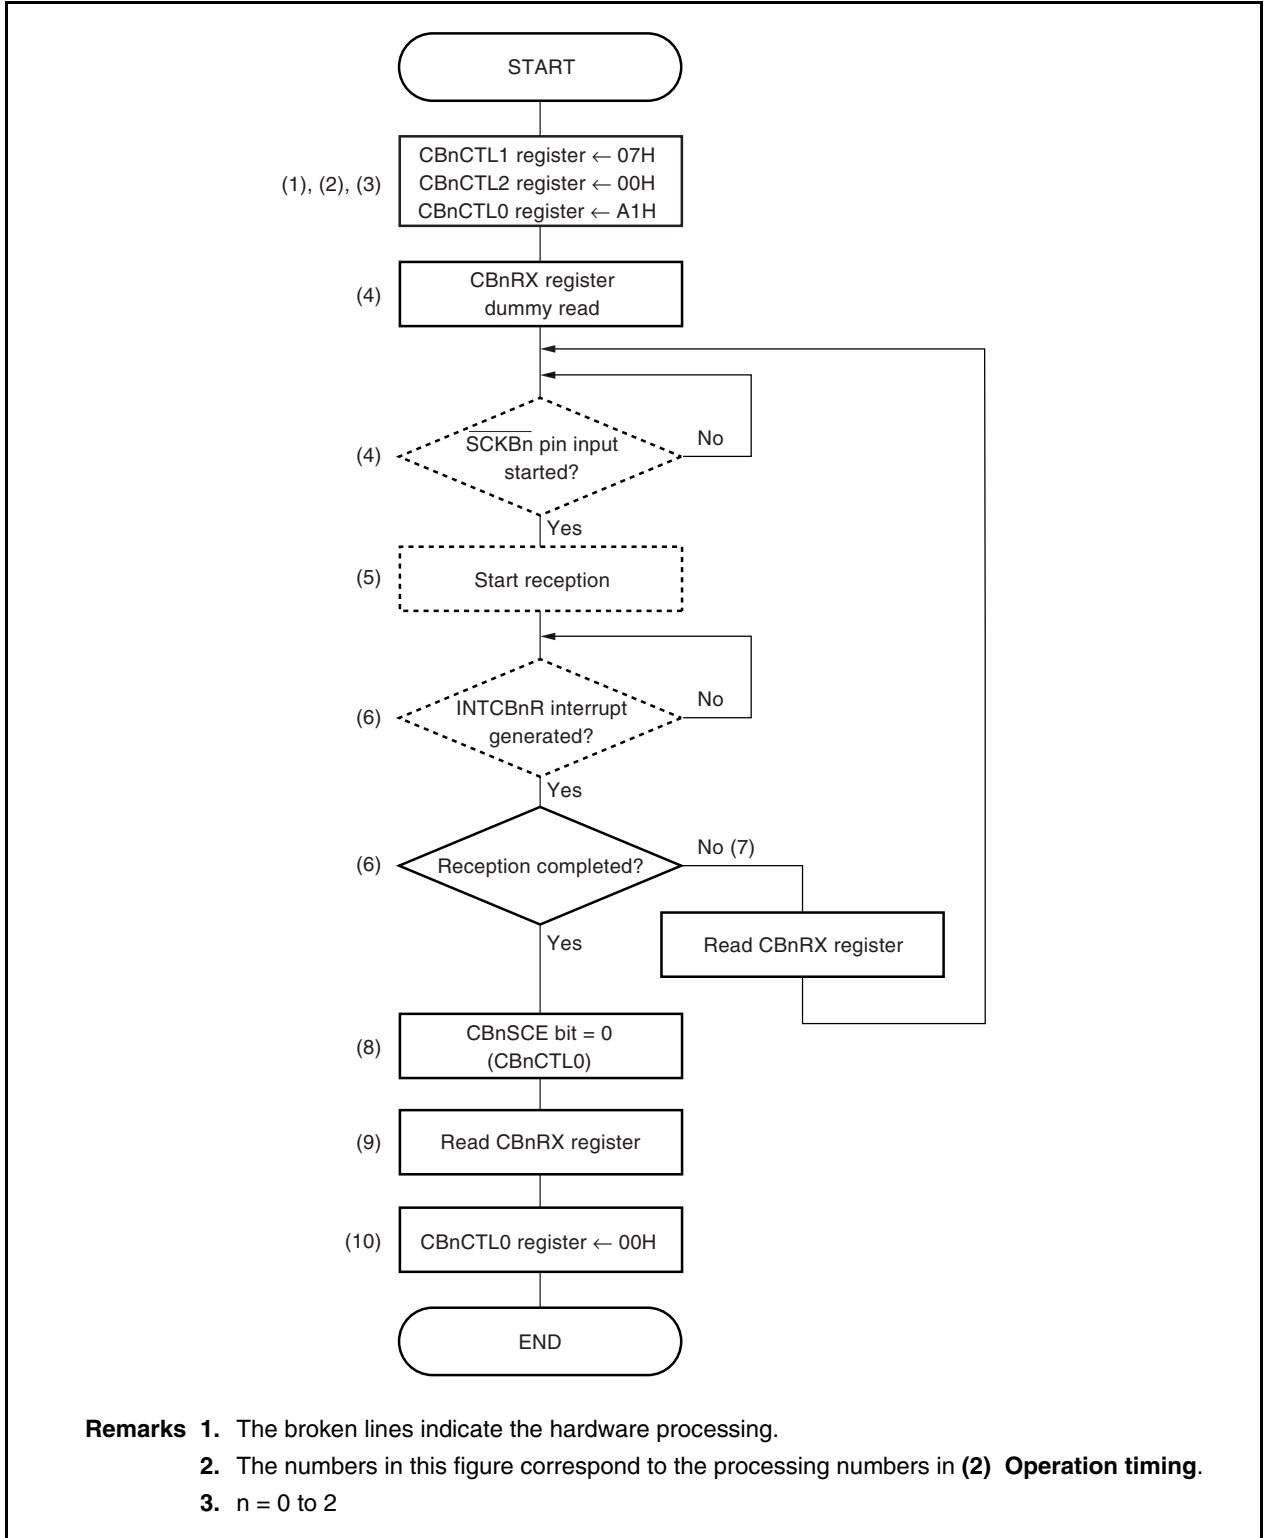 START
(1), (2), (3)
CBnCTL1 register ← 07H
CBnCTL2 register ← 00H
CBnCTL0 register ← A1H
(4)
CBnRX register
dummy read
(4)
SCKBn pin input
started?
No
Yes
(5)
Start reception
(6)
INTCBnR interrupt
generated?
No
Yes
(6)
Reception completed?
No (7)
Yes
Read CBnRX register
(8)
CBnSCE bit = 0
(CBnCTL0)
(9)
Read CBnRX register
(10)
CBnCTL0 register ← 00H
END
Remarks 1. The broken lines indicate the hardware processing.
2. The numbers in this figure correspond to the processing numbers in (2) Operation timing.
3. n = 0 to 2